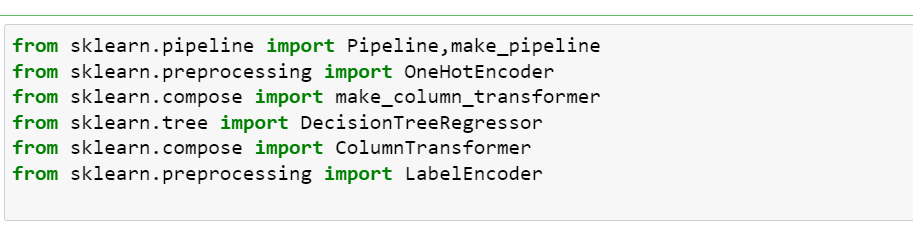 from sklearn.pipeline import Pipeline,make_pipeline
from sklearn.preprocessing import OneHotEncoder
from sklearn.compose import make_column_transformer
from sklearn.tree import DecisionTreeRegressor
from sklearn.compose import ColumnTransformer
from sklearn.preprocessing import LabelEncoder